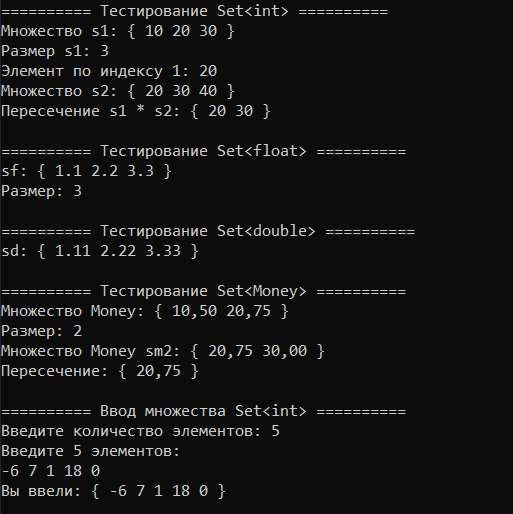 ========== Тестирование Set<int> ==========
Множество s1: { 10 20 30 }
Размер s1: 3
Элемент по индексу 1: 20
Множество s2: { 20 30 40 }
Пересечение s1 * s2: { 20 30 }
========== Тестирование Set<float> ==========
sf: { 1.1 2.2 3.3 }
Размер: 3
========== Тестирование Set<double> ==========
sd: { 1.11 2.22 3.33 }
========== Тестирование Set<Money> ==========
Множество Money: { 10,50 20,75 }
Размер: 2
Множество Money sm2: { 20,75 30,00 }
Пересечение: { 20,75 }
========== Ввод множества Set<int> ==========
Введите количество элементов: 5
Введите 5 элементов:
-6 7 1 18 0
Вы ввели: { -6 7 1 18 0 }